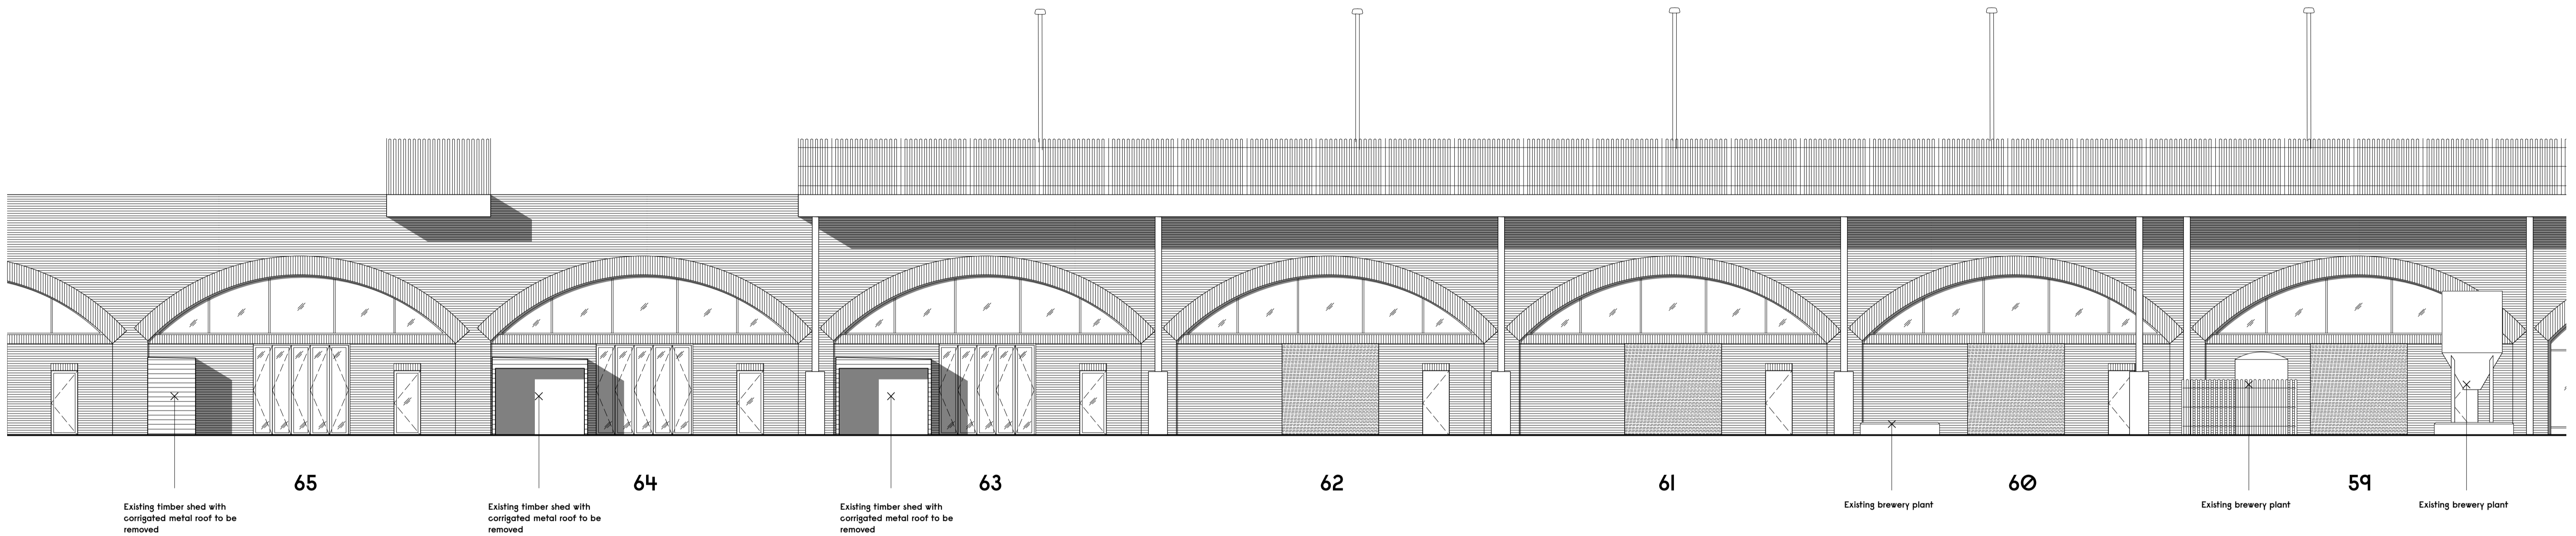 65
64
63
62
61
60
59
Existing timber shed with
corrigated metal roof to be
removed
Existing timber shed with
corrigated metal roof to be
removed
Existing timber shed with
corrigated metal roof to be
removed
Existing brewery plant
Existing brewery plant
Existing brewery plant